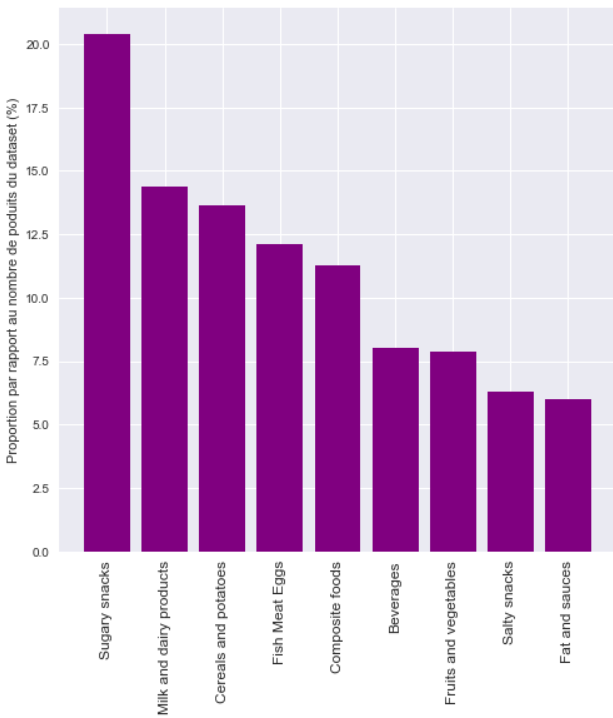 Proportion par rapport au nombre de poduits du dataset (%)
20.0
17.5
15.0
12.5
10.0
7.5
5.0
2.5
0.0
Sugary snacks
Milk and dairy products
Cereals and potatoes
Fish Meat Eggs
Composite foods
Beverages
Fruits and vegetables
Salty snacks
Fat and sauces